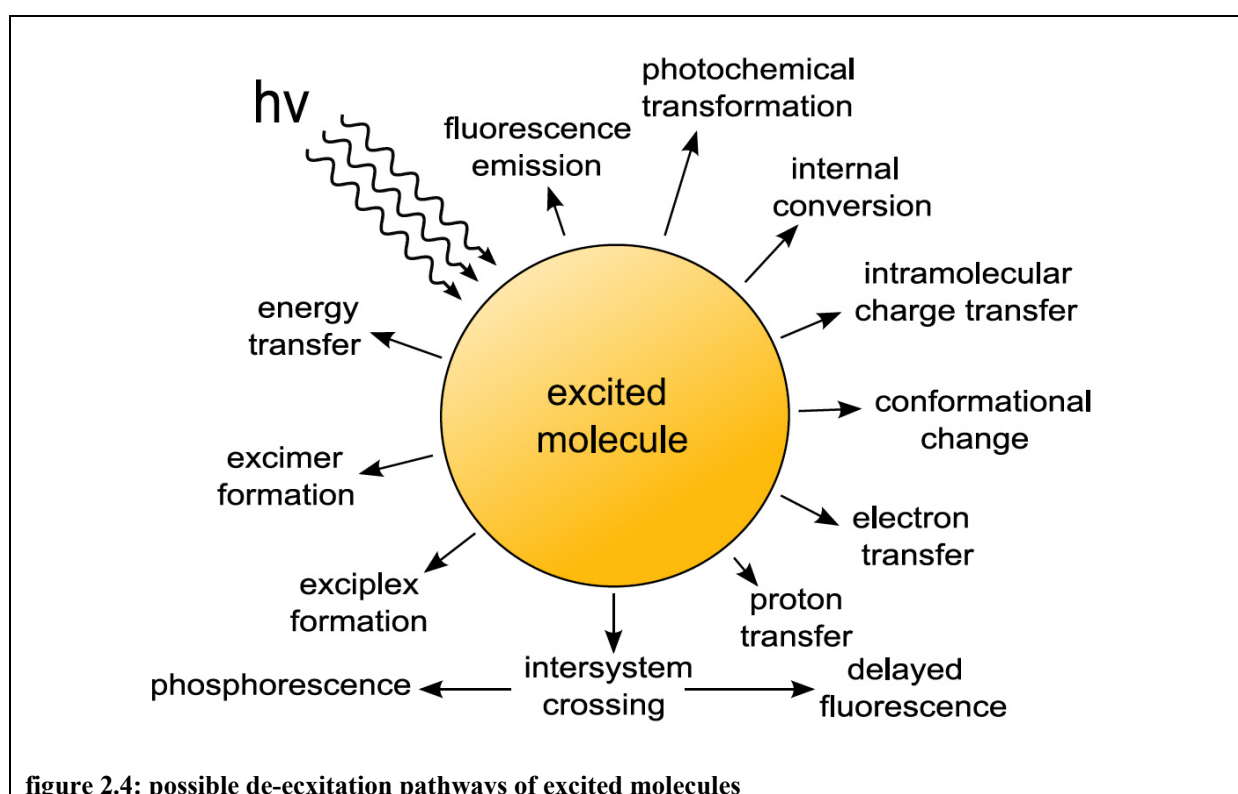 hν
fluorescence
emission
photochemical
transformation
internal
conversion
intramolecular
charge transfer
conformational
change
electron
transfer
proton
transfer
delayed
fluorescence
intersystem
crossing
phosphorescence
exciplex
formation
excimer
formation
energy
transfer
excited
molecule
figure 2.4: possible de-ecxitation pathways of excited molecules